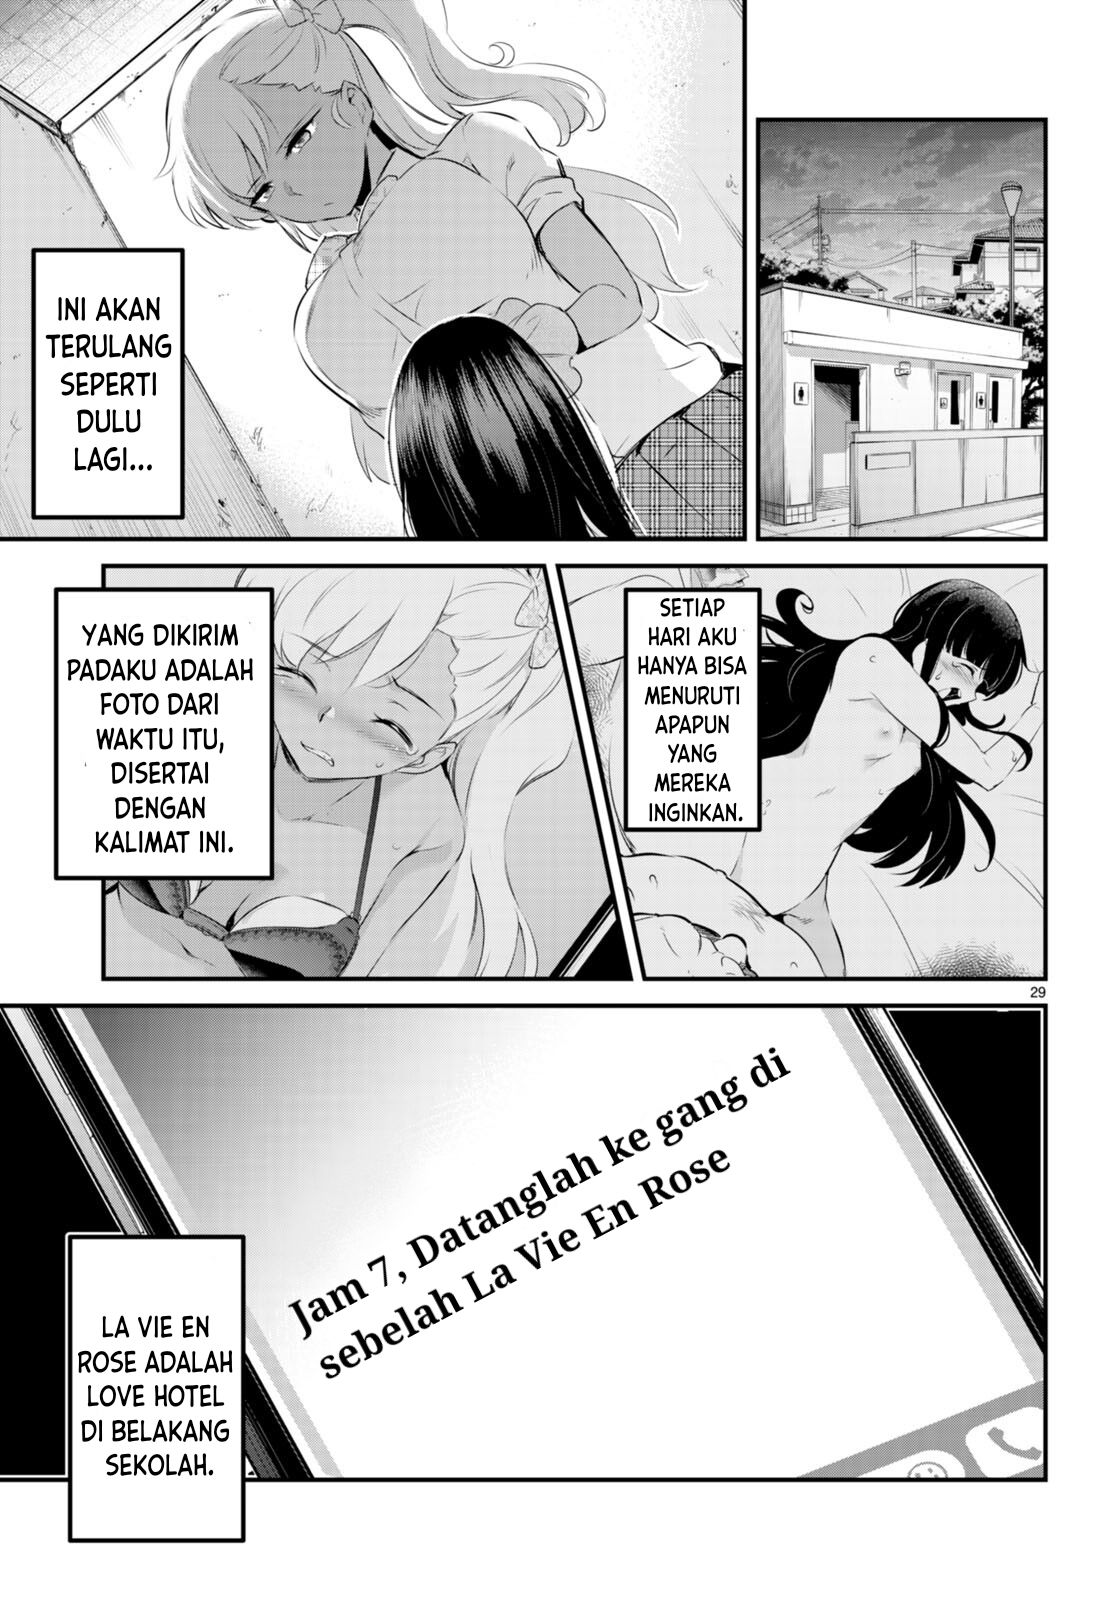 INI AKAN
TERULANG
SEPERTI
DULU
LAGI...
SETIAP
HARI AKU
HANYA BISA
MENURUTI
APAPUN
YANG
MEREKA
INGINKAN.
YANG DIKIRIM
PADAKU ADALAH
FOTO DARI
WAKTU ITU,
DISERTAI
DENGAN
KALIMAT INI.
29
Jam 7, Datanglah ke gang di
sebelah La Vie En Rose
LA VIE EN
ROSE ADALAH
LOVE HOTEL
DI BELAKANG
SEKOLAH.